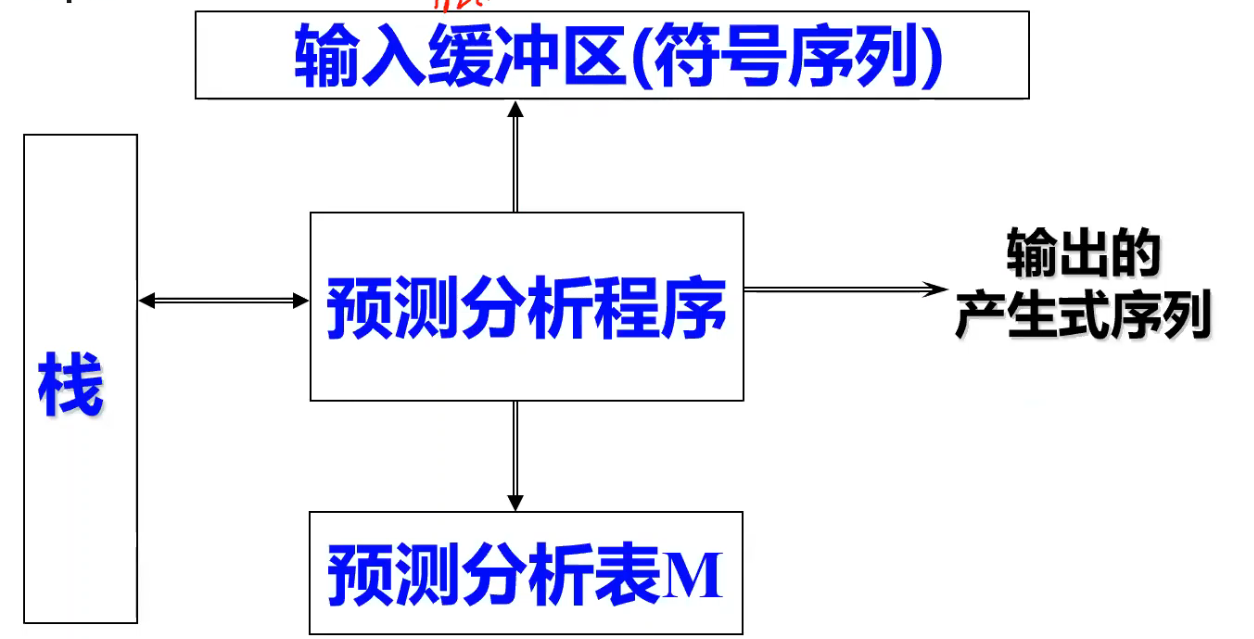 输入缓冲区(符号序列)
预测分析程序
输出的
产生式序列
栈
预测分析表M